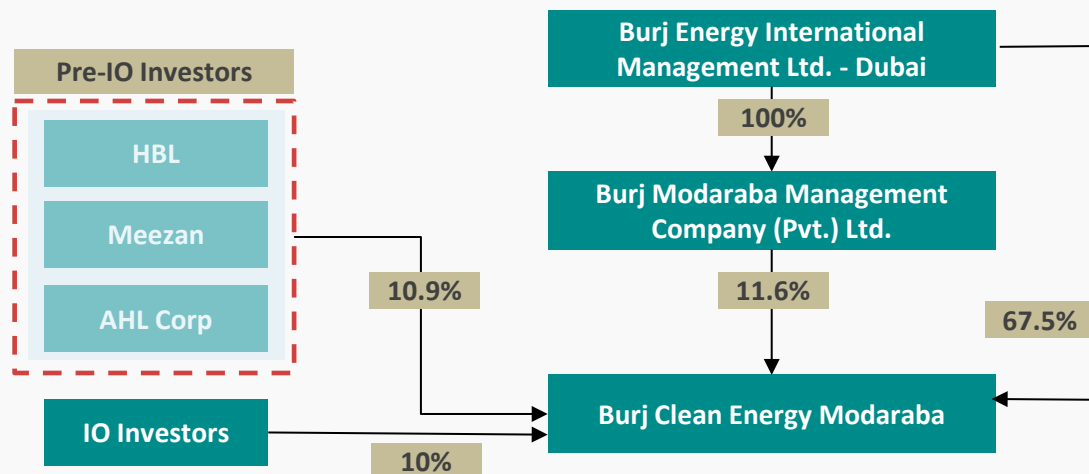 Pre-IO Investors
HBL
Meezan
AHL Corp
IO Investors
10.9%
10%
Burj Energy International
Management Ltd. - Dubai
100%
Burj Modaraba Management
Company (Pvt.) Ltd.
11.6%
67.5%
Burj Clean Energy Modaraba